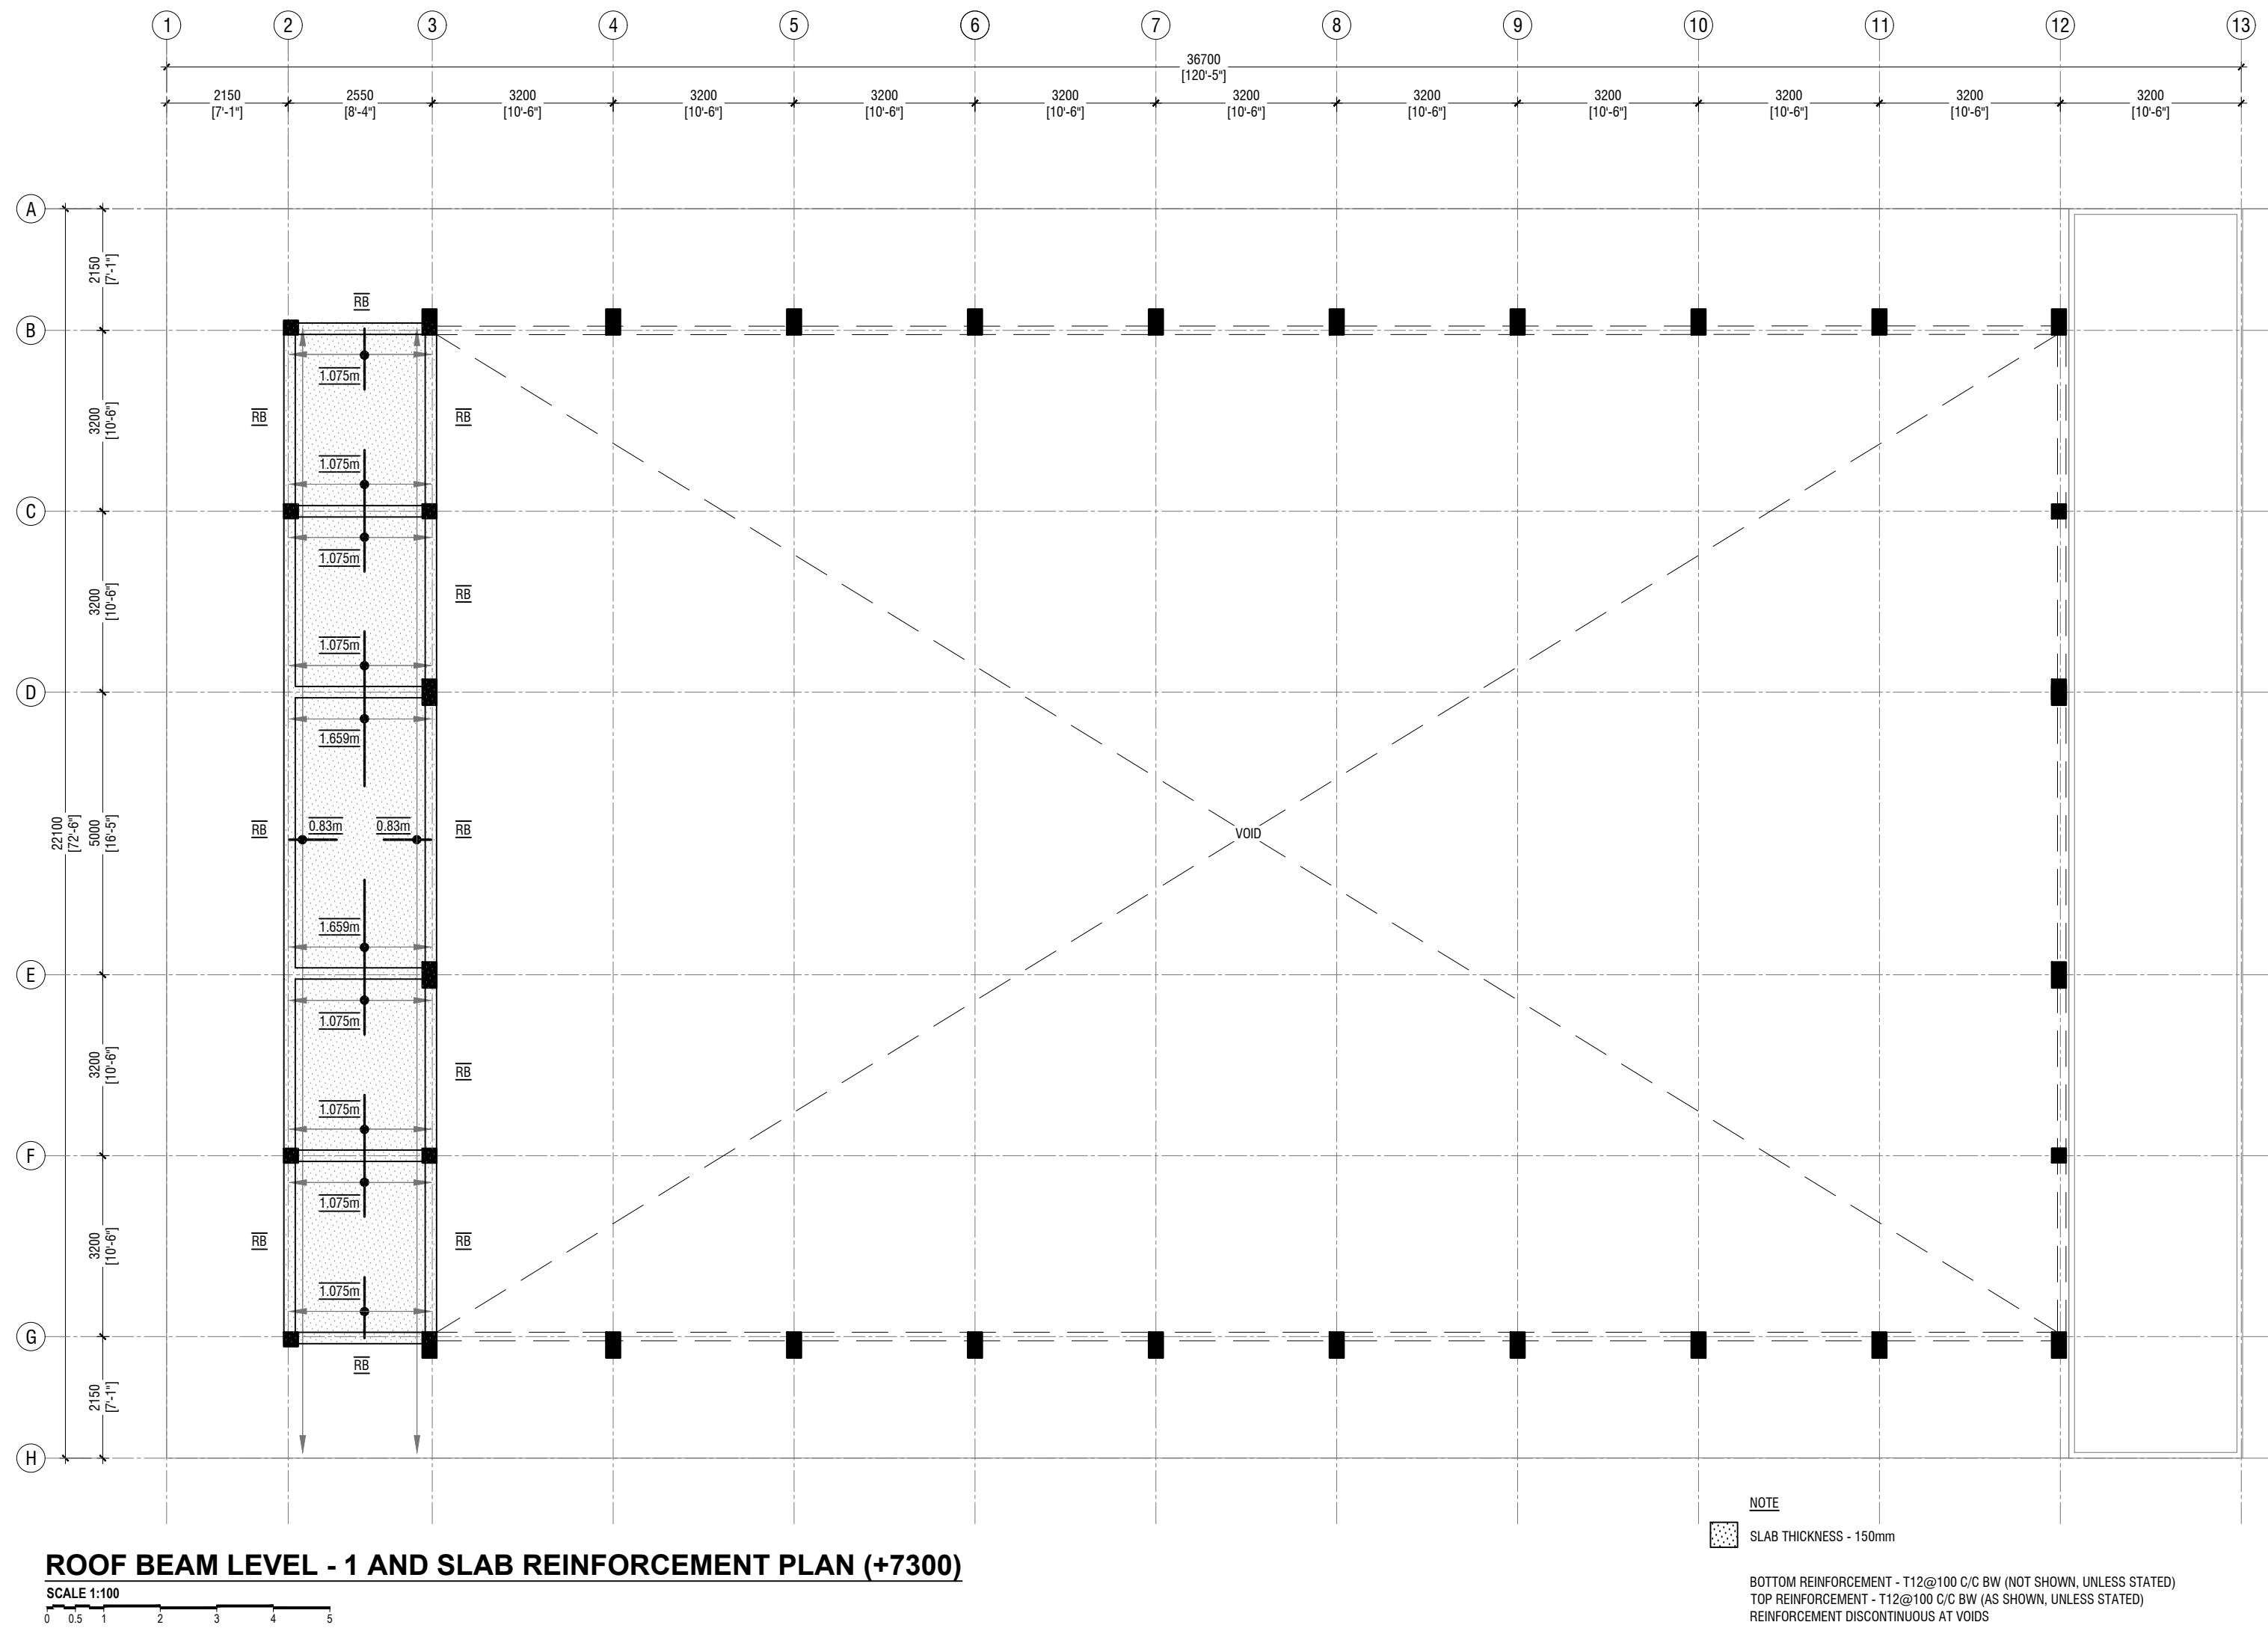 1 2 3 4 5 6 7 8 9 10 11 12 13
36700
[120'-5"]
2150 2550 3200 3200 3200 3200 3200 3200 3200 3200 3200 3200
[7'-1"] [8'-4"] [10'-6"] [10'-6"] [10'-6"] [10'-6"] [10'-6"] [10'-6"] [10'-6"] [10'-6"] [10'-6"] [10'-6"]
A
2150
[7'-1"]
RB
B
1.075m
3200
[10'-6"]
RB RB
1.075m
C
1.075m
3200
[10'-6"]
RB
1.075m
D
1.659m
22100
[72'-6"]
5000
[16'-5"]
RB 0.83m 0.83m RB
VOID
1.659m
E
1.075m
3200
[10'-6"]
RB
1.075m
F
1.075m
3200
[10'-6"]
RB RB
1.075m
G
RB
2150
[7'-1"]
H
NOTE
SLAB THICKNESS - 150mm
ROOF BEAM LEVEL - 1 AND SLAB REINFORCEMENT PLAN (+7300)
SCALE 1:100
0 0.5 1 2 3 4 5
BOTTOM REINFORCEMENT - T12@100 C/C BW (NOT SHOWN, UNLESS STATED)
TOP REINFORCEMENT - T12@100 C/C BW (AS SHOWN, UNLESS STATED)
REINFORCEMENT DISCONTINUOUS AT VOIDS